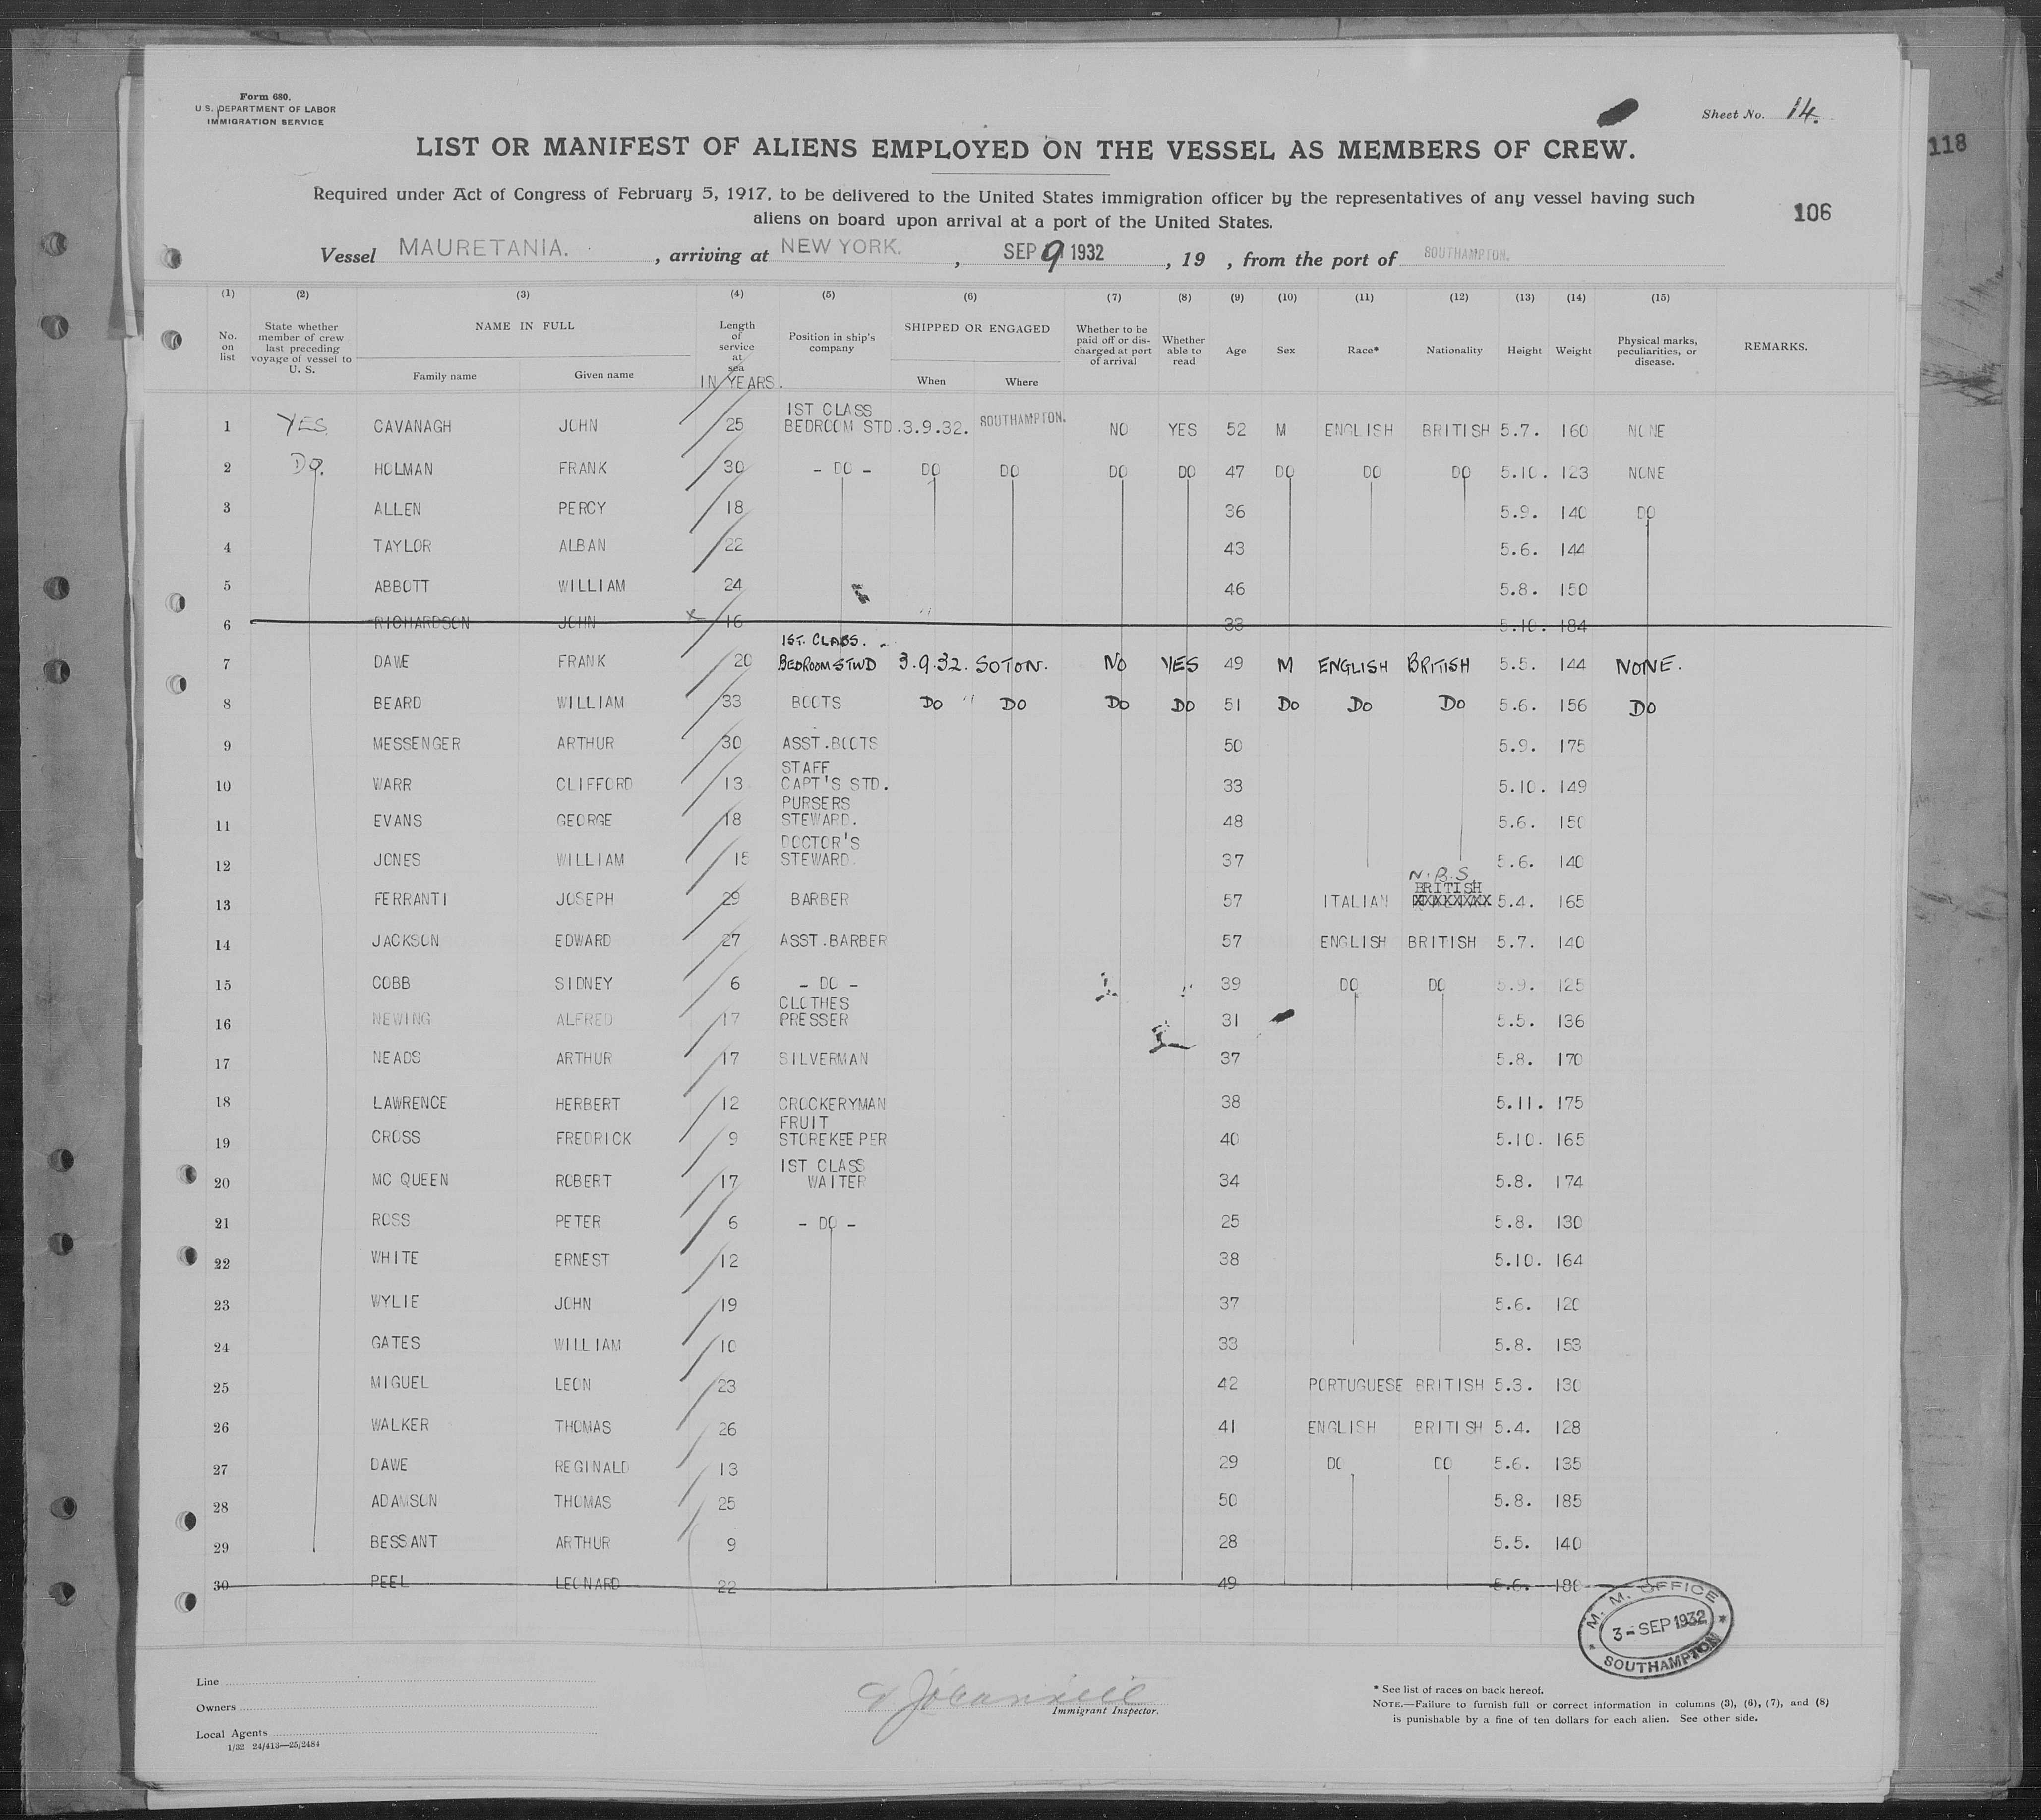 Form 680.
U.S. DEPARTMENT OF LABOR
IMMIGRATION SERVICE
Sheet No. 14.
118
LIST OR MANIFEST OF ALIENS EMPLOYED ON THE VESSEL AS MEMBERS OF CREW.
Required under Act of Congress of February 5, 1917, to be delivered to the United States immigration officer by the representatives of any vessel having such
aliens on board upon arrival at a port of the United States.
106
Vessel MAURETANIA. , arriving at NEW YORK. , SEP 9 1932 , 19 , from the port of SOUTHAMPTON.
(1) (2) (3) (4) (5) (6) (7) (8) (9) (10) (11) (12) (13) (14) (15)
No. on list State whether member of crew last preceding voyage of vessel to U. S. NAME IN FULL Family name Given name Length of service at sea IN YEARS. Position in ship's company SHIPPED OR ENGAGED When Where Whether to be paid off or discharged at port of arrival Whether able to read Age Sex Race* Nationality Height Weight Physical marks, peculiarities, or disease. REMARKS.
1 YES CAVANAGH JOHN 25 1ST CLASS BEDROOM STD. 3.9.32. SOUTHAMPTON. NO YES 52 M ENGLISH BRITISH 5.7. 160 NONE
2 Do. HOLMAN FRANK 30 - DO - DO DO DO DO 47 DO DO DO 5.10. 123 NONE
3 ALLEN PERCY 18 36 5.9. 140 DO
4 TAYLOR ALBAN 22 43 5.6. 144
5 ABBOTT WILLIAM 24 46 5.8. 150
6 RICHARDSON JOHN x 16 33 5.10. 184
7 DAWE FRANK 20 1ST. CLASS. BEDROOM STWD 3.9.32. SOTON. NO YES 49 M ENGLISH BRITISH 5.5. 144 NONE.
8 BEARD WILLIAM 33 BOOTS Do " Do Do Do 51 Do Do Do 5.6. 156 Do
9 MESSENGER ARTHUR 30 ASST.BOOTS 50 5.9. 175
10 WARR CLIFFORD 13 STAFF CAPT'S STD. 33 5.10. 149
11 EVANS GEORGE 18 PURSERS STEWARD. 48 5.6. 150
12 JONES WILLIAM 15 DOCTOR'S STEWARD. 37 5.6. 140
13 FERRANTI JOSEPH 29 BARBER 57 ITALIAN N.B.S. BRITISH XXXXXXX 5.4. 165
14 JACKSON EDWARD 27 ASST.BARBER 57 ENGLISH BRITISH 5.7. 140
15 COBB SIDNEY 6 - DO - 39 DO DO 5.9. 125
16 NEWING ALFRED 17 CLOTHES PRESSER 31 5.5. 136
17 NEADS ARTHUR 17 SILVERMAN 37 5.8. 170
18 LAWRENCE HERBERT 12 CROCKERYMAN 38 5.11. 175
19 CROSS FREDRICK 9 FRUIT STOREKEEPER 40 5.10. 165
20 MC QUEEN ROBERT 17 1ST CLASS WAITER 34 5.8. 174
21 ROSS PETER 6 - DO - 25 5.8. 130
22 WHITE ERNEST 12 38 5.10. 164
23 WYLIE JOHN 19 37 5.6. 120
24 GATES WILLIAM 10 33 5.8. 153
25 MIGUEL LEON 23 42 PORTUGUESE BRITISH 5.3. 130
26 WALKER THOMAS 26 41 ENGLISH BRITISH 5.4. 128
27 DAWE REGINALD 13 29 DO DO 5.6. 135
28 ADAMSON THOMAS 25 50 5.8. 185
29 BESSANT ARTHUR 9 28 5.5. 140
30 PEEL LEONARD 22 49 5.6. 180
M. M. OFFICE
3 - SEP 1932
SOUTHAMPTON
Line
Owners
Local Agents
1/32 24/413—25/2484
Immigrant Inspector.
* See list of races on back hereof.
NOTE.—Failure to furnish full or correct information in columns (3), (6), (7), and (8)
is punishable by a fine of ten dollars for each alien. See other side.